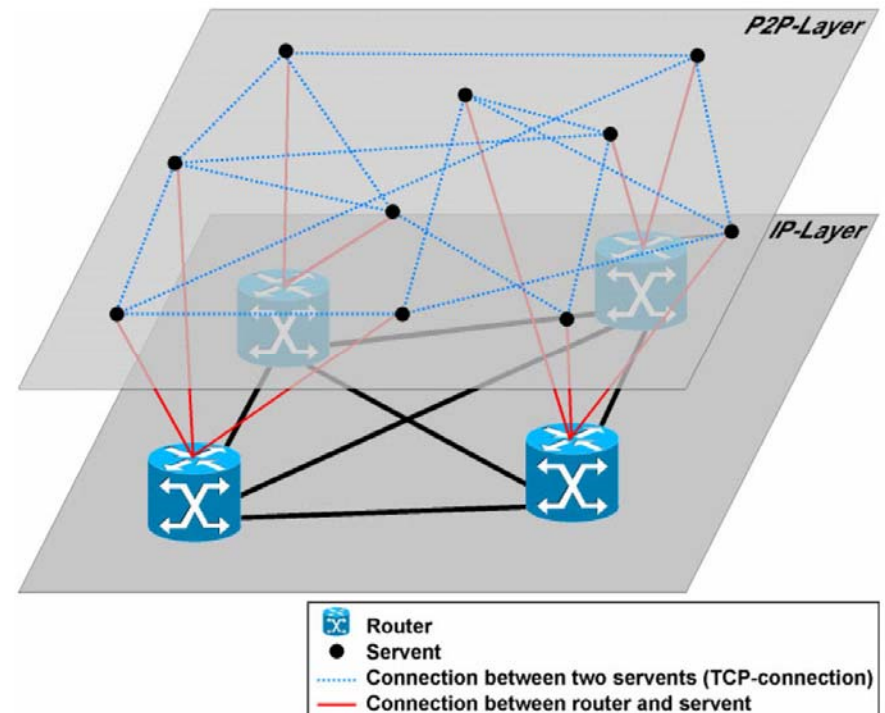 P2P-Layer
IP-Layer
Router
Servent
Connection between two servents (TCP-connection)
Connection between router and servent